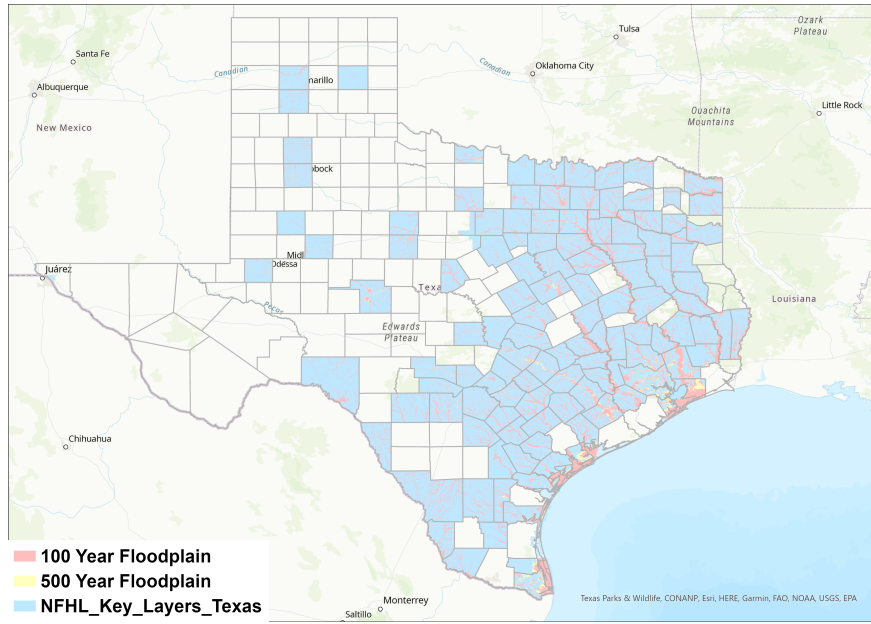 Ozark
Plateau
Tulsa
Santa Fe
Canadian
Canadian
Oklahoma City
Albuquerque
narillo
Little Rock
Ouachita
Mountains
New Mexico
bock
Juárez
Midl
Odessa
Texa
Louisiana
Pecos
Edwards
Plateau
Chihuahua
100 Year Floodplain
500 Year Floodplain
NFHL_Key_Layers_Texas
Monterrey
Saltillo
Texas Parks & Wildlife, CONANP, Esri, HERE, Garmin, FAO, NOAA, USGS, EPA